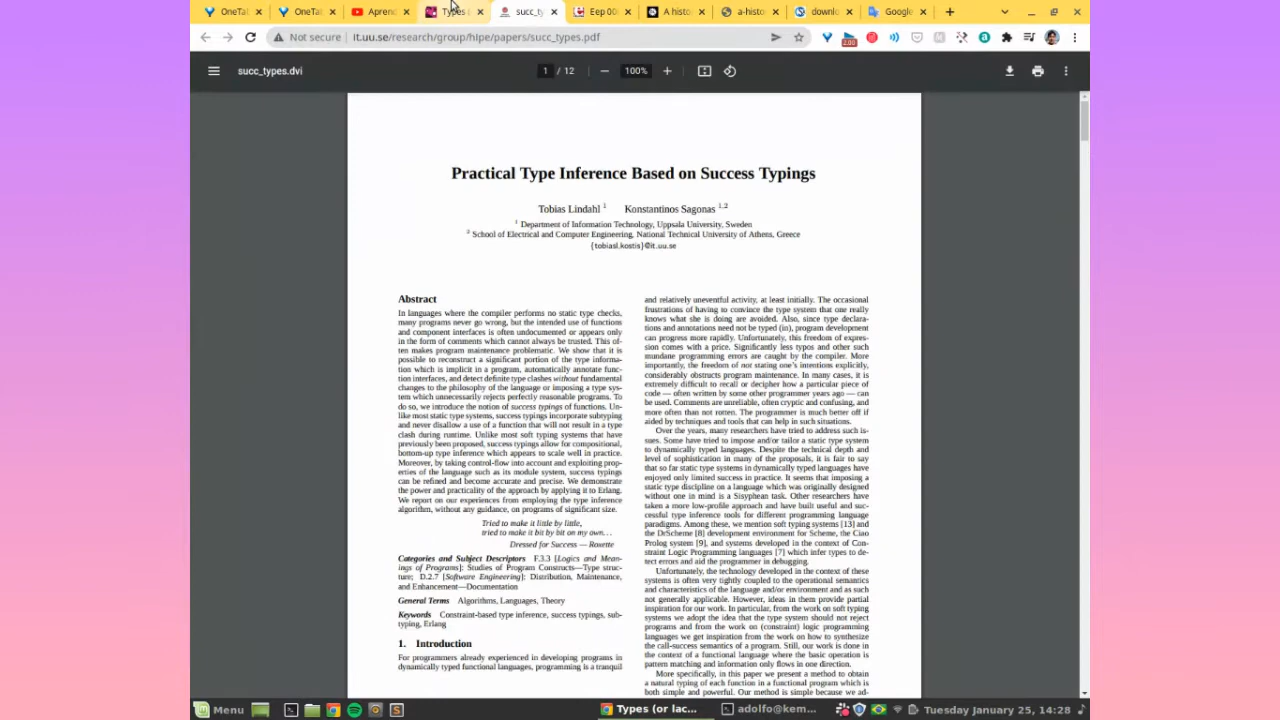 OneTal
OneTal
Aprend
Types (
succ_ty
Eep 00
A histo
a-histo
downlo
Google
Not secure
it.uu.se/research/group/hipe/papers/succ_types.pdf
2.00
succ_types.dvi
1 / 12
100%
Practical Type Inference Based on Success Typings
Tobias Lindahl 1 Konstantinos Sagonas 1,2
1 Department of Information Technology, Uppsala University, Sweden
2 School of Electrical and Computer Engineering, National Technical University of Athens, Greece
{tobiasl,kostis}@it.uu.se
Abstract
In languages where the compiler performs no static type checks,
many programs never go wrong, but the intended use of functions
and component interfaces is often undocumented or appears only
in the form of comments which cannot always be trusted. This of-
ten makes program maintenance problematic. We show that it is
possible to reconstruct a significant portion of the type informa-
tion which is implicit in a program, automatically annotate func-
tion interfaces, and detect definite type clashes without fundamental
changes to the philosophy of the language or imposing a type sys-
tem which unnecessarily rejects perfectly reasonable programs. To
do so, we introduce the notion of success typings of functions. Un-
like most static type systems, success typings incorporate subtyping
and never disallow a use of a function that will not result in a type
clash during runtime. Unlike most soft typing systems that have
previously been proposed, success typings allow for compositional,
bottom-up type inference which appears to scale well in practice.
Moreover, by taking control-flow into account and exploiting prop-
erties of the language such as its module system, success typings
can be refined and become accurate and precise. We demonstrate
the power and practicality of the approach by applying it to Erlang.
We report on our experiences from employing the type inference
algorithm, without any guidance, on programs of significant size.
Tried to make it little by little,
tried to make it bit by bit on my own...
Dressed for Success — Roxette
Categories and Subject Descriptors F.3.3 [Logics and Mean-
ings of Programs]: Studies of Program Constructs—Type struc-
ture; D.2.7 [Software Engineering]: Distribution, Maintenance,
and Enhancement—Documentation
General Terms Algorithms, Languages, Theory
Keywords Constraint-based type inference, success typings, sub-
typing, Erlang
1. Introduction
For programmers already experienced in developing programs in
dynamically typed functional languages, programming is a tranquil
and relatively uneventful activity, at least initially. The occasional
frustrations of having to convince the type system that one really
knows what she is doing are avoided. Also, since type declara-
tions and annotations need not be typed (in), program development
can progress more rapidly. Unfortunately, this freedom of expres-
sion comes with a price. Significantly less typos and other such
mundane programming errors are caught by the compiler. More
importantly, the freedom of not stating one's intentions explicitly,
considerably obstructs program maintenance. In many cases, it is
extremely difficult to recall or decipher how a particular piece of
code — often written by some other programmer years ago — can
be used. Comments are unreliable, often cryptic and confusing, and
more often than not rotten. The programmer is much better off if
aided by techniques and tools that can help in such situations.
Over the years, many researchers have tried to address such is-
sues. Some have tried to impose and/or tailor a static type system
to dynamically typed languages. Despite the technical depth and
level of sophistication in many of the proposals, it is fair to say
that so far static type systems in dynamically typed languages have
enjoyed only limited success in practice. It seems that imposing a
static type discipline on a language which was originally designed
without one in mind is a Sisyphean task. Other researchers have
taken a more low-profile approach and have built useful and suc-
cessful type inference tools for different programming language
paradigms. Among these, we mention soft typing systems [13] and
the DrScheme [8] development environment for Scheme, the Ciao
Prolog system [9], and systems developed in the context of Con-
straint Logic Programming languages [7] which infer types to de-
tect errors and aid the programmer in debugging.
Unfortunately, the technology developed in the context of these
systems is often very tightly coupled to the operational semantics
and characteristics of the language and/or environment and as such
not generally applicable. However, ideas in them provide partial
inspiration for our work. In particular, from the work on soft typing
systems we adopt the idea that the type system should not reject
programs and from the work on (constraint) logic programming
languages we get inspiration from the work on how to synthesize
the call-success semantics of a program. Still, our work is done in
the context of a functional language where the basic operation is
pattern matching and information only flows in one direction.
More specifically, in this paper we present a method to obtain
a natural typing of each function in a functional program which is
both simple and powerful. Our method is simple because we ad-
Menu
Types (or lac...
adolfo@kem...
Tuesday January 25, 14:28